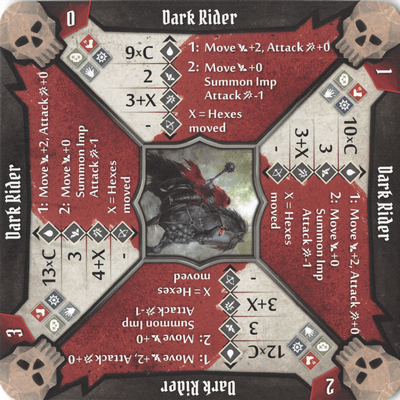 0
Dark Rider
9xC
2
3+X
-
1: Move +2, Attack +0
2: Move +0
Summon Imp
Attack -1
X = Hexes
moved
1
Dark Rider
10xC
3
3+X
-
1: Move +2, Attack +0
2: Move +0
Summon Imp
Attack -1
X = Hexes
moved
2
Dark Rider
12xC
3
3+X
-
1: Move +2, Attack +0
2: Move +0
Summon Imp
Attack -1
X = Hexes
moved
3
Dark Rider
13xC
3
4+X
-
1: Move +2, Attack +0
2: Move +0
Summon Imp
Attack -1
X = Hexes
moved